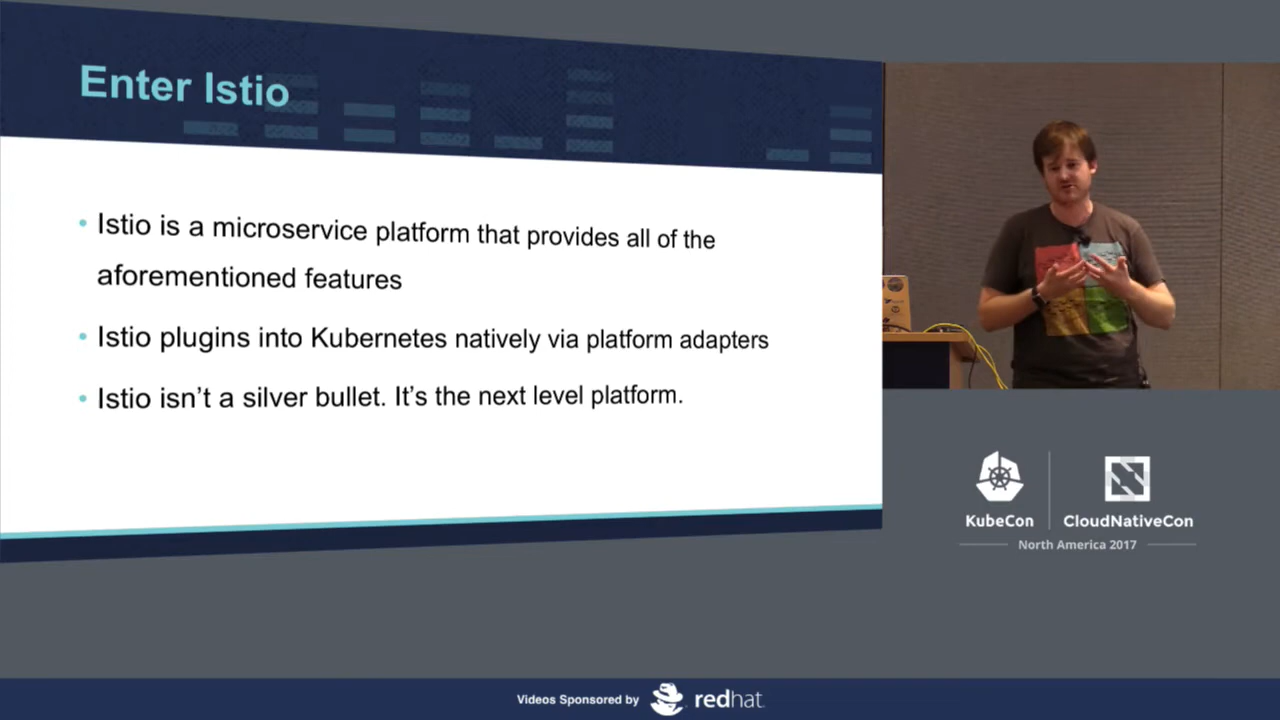 Enter Istio
• Istio is a microservice platform that provides all of the
aforementioned features
• Istio plugins into Kubernetes natively via platform adapters
• Istio isn’t a silver bullet. It’s the next level platform.
KubeCon
CloudNativeCon
North America 2017
Videos Sponsored by redhat